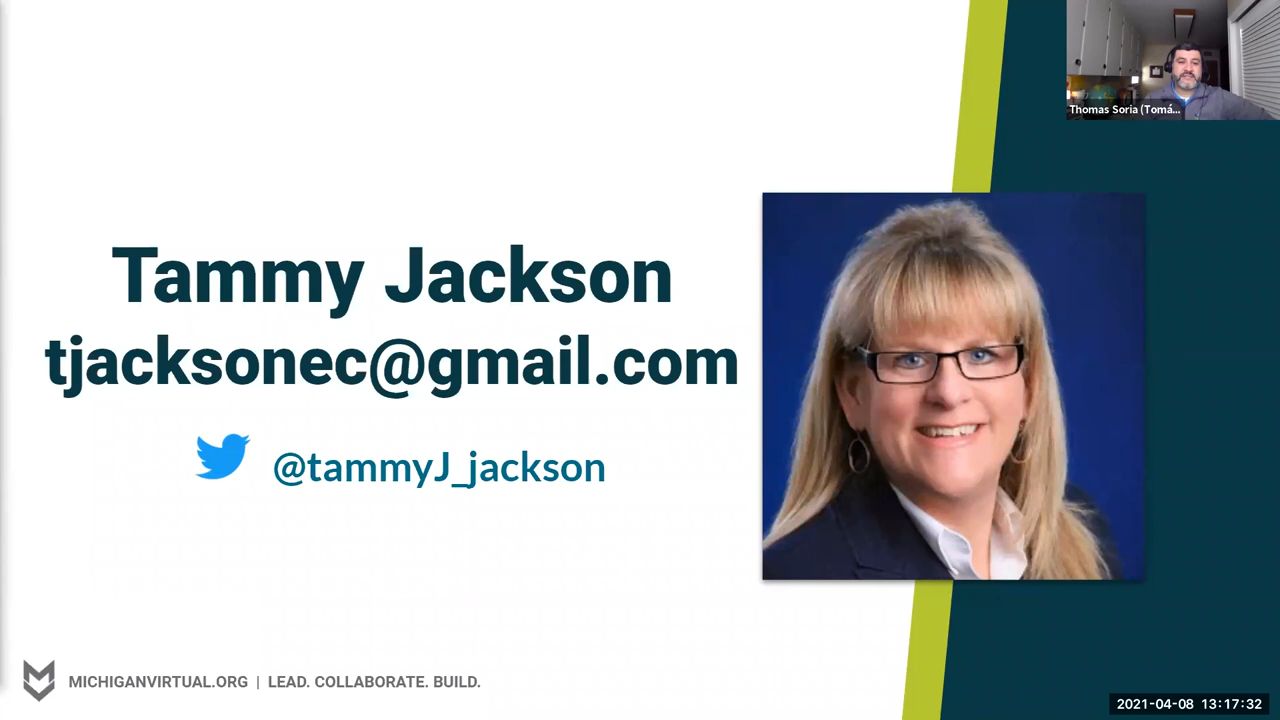 Thomas Soria (Tomá...
Tammy Jackson
tjacksonec@gmail.com
@tammyJ_jackson
MICHIGANVIRTUAL.ORG | LEAD. COLLABORATE. BUILD.
2021-04-08 13:17:32